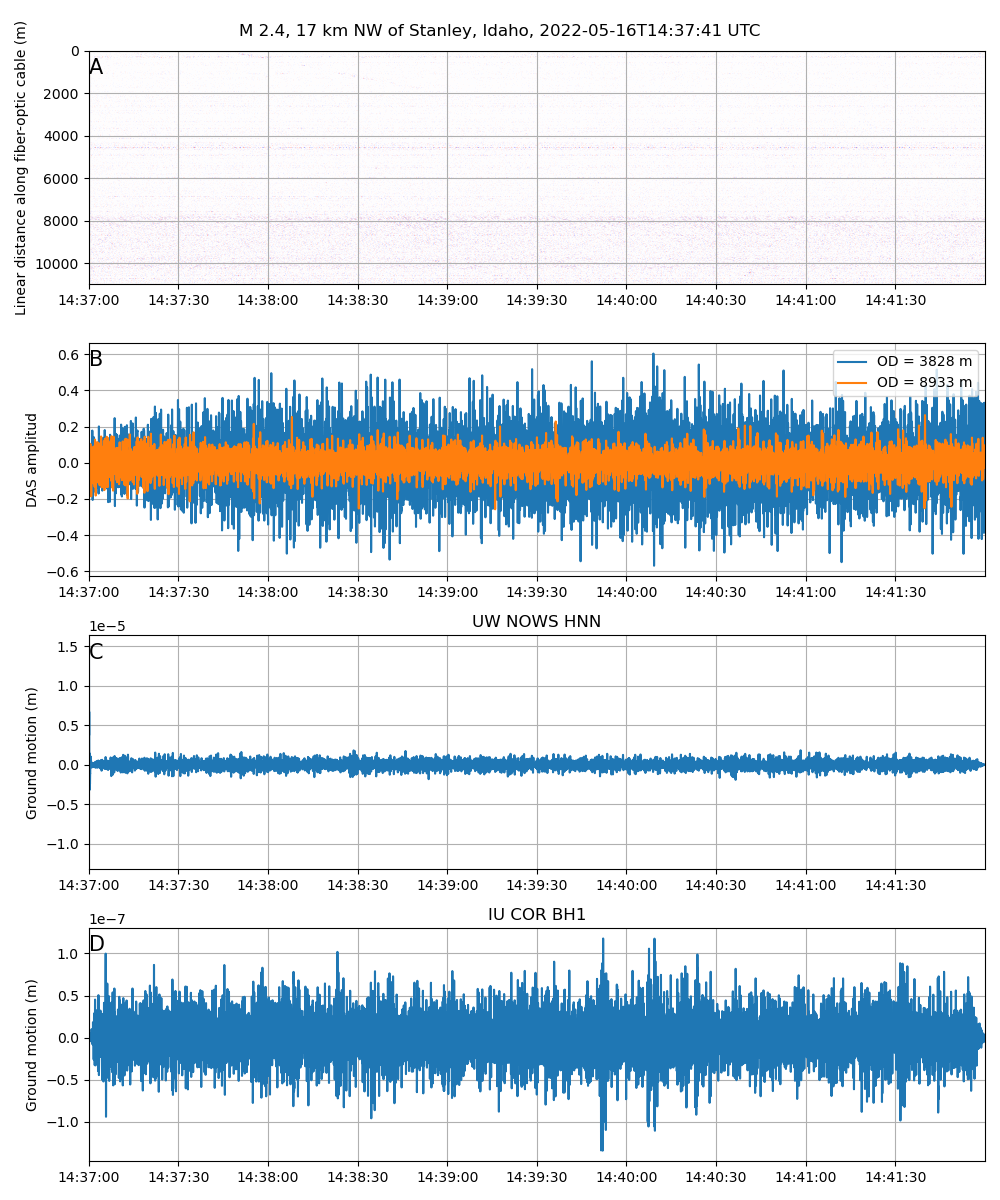 M 2.4, 17 km NW of Stanley, Idaho, 2022-05-16T14:37:41 UTC
A
Linear distance along fiber-optic cable (m)
0
2000
4000
6000
8000
10000
14:37:00 14:37:30 14:38:00 14:38:30 14:39:00 14:39:30 14:40:00 14:40:30 14:41:00 14:41:30
B
OD = 3828 m
OD = 8933 m
DAS amplitud
0.6
0.4
0.2
0.0
−0.2
−0.4
−0.6
14:37:00 14:37:30 14:38:00 14:38:30 14:39:00 14:39:30 14:40:00 14:40:30 14:41:00 14:41:30
UW NOWS HNN
1e−5
C
Ground motion (m)
1.5
1.0
0.5
0.0
−0.5
−1.0
14:37:00 14:37:30 14:38:00 14:38:30 14:39:00 14:39:30 14:40:00 14:40:30 14:41:00 14:41:30
IU COR BH1
1e−7
D
Ground motion (m)
1.0
0.5
0.0
−0.5
−1.0
14:37:00 14:37:30 14:38:00 14:38:30 14:39:00 14:39:30 14:40:00 14:40:30 14:41:00 14:41:30